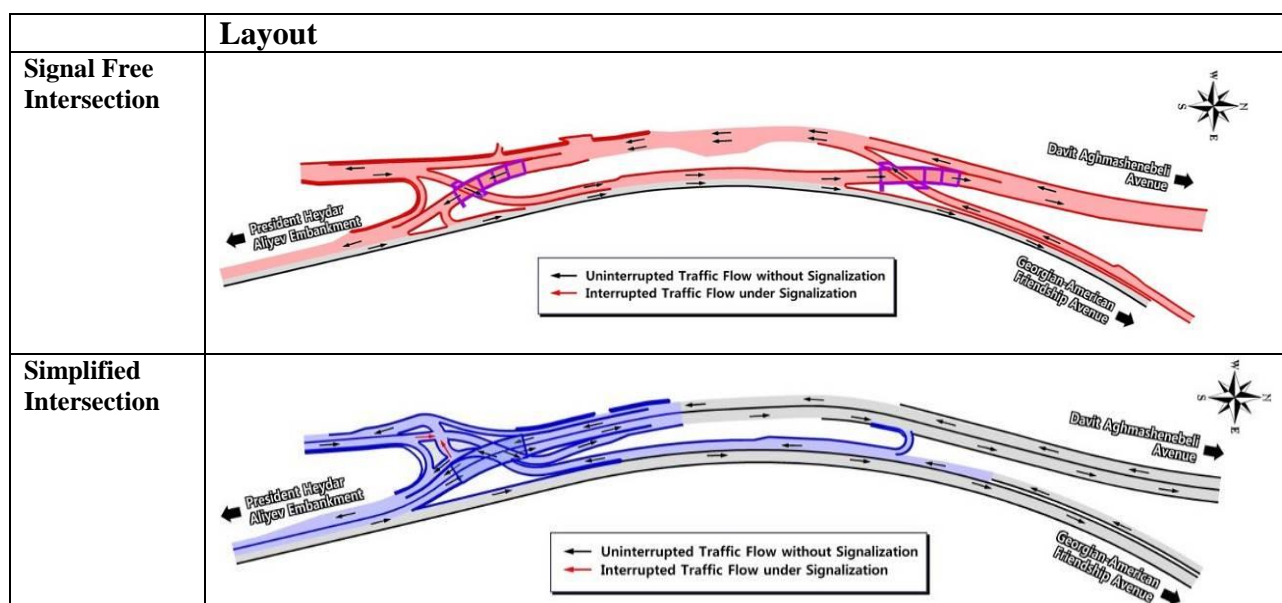 Layout
Signal Free
Intersection
W
S
N
E
Davit Aghmashenebeli
Avenue
President Heydar
Aliyev Embankment
Georgian-American
Friendship Avenue
Uninterrupted Traffic Flow without Signalization
Interrupted Traffic Flow under Signalization
Simplified
Intersection
W
S
N
E
Davit Aghmashenebeli
Avenue
President Heydar
Aliyev Embankment
Georgian-American
Friendship Avenue
Uninterrupted Traffic Flow without Signalization
Interrupted Traffic Flow under Signalization